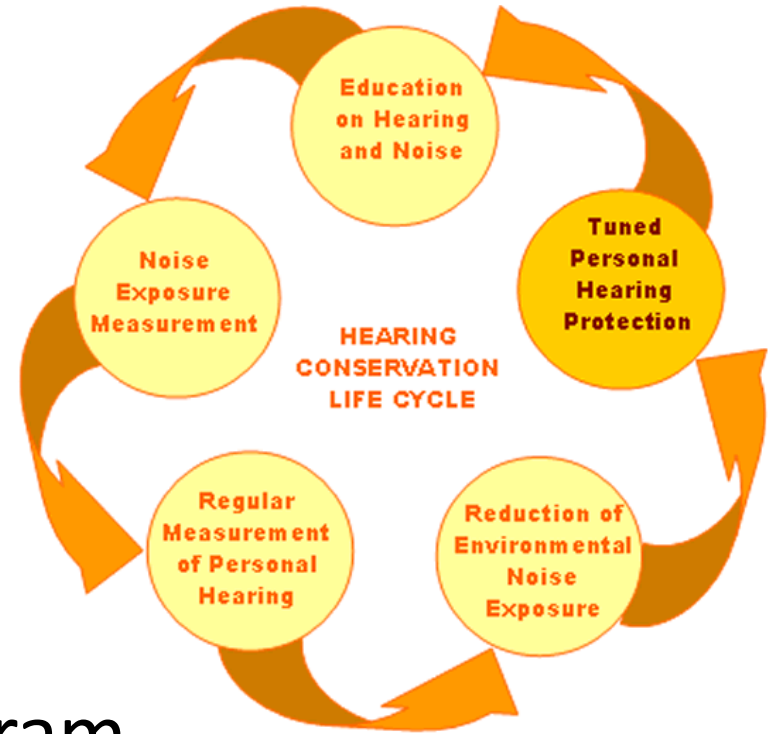 Education
on Hearing
and Noise
Tuned
Personal
Hearing
Protection
Noise
Exposure
Measurement
HEARING
CONSERVATION
LIFE CYCLE
Regular
Measurement
of Personal
Hearing
Reduction of
Environmental
Noise
Exposure
ram